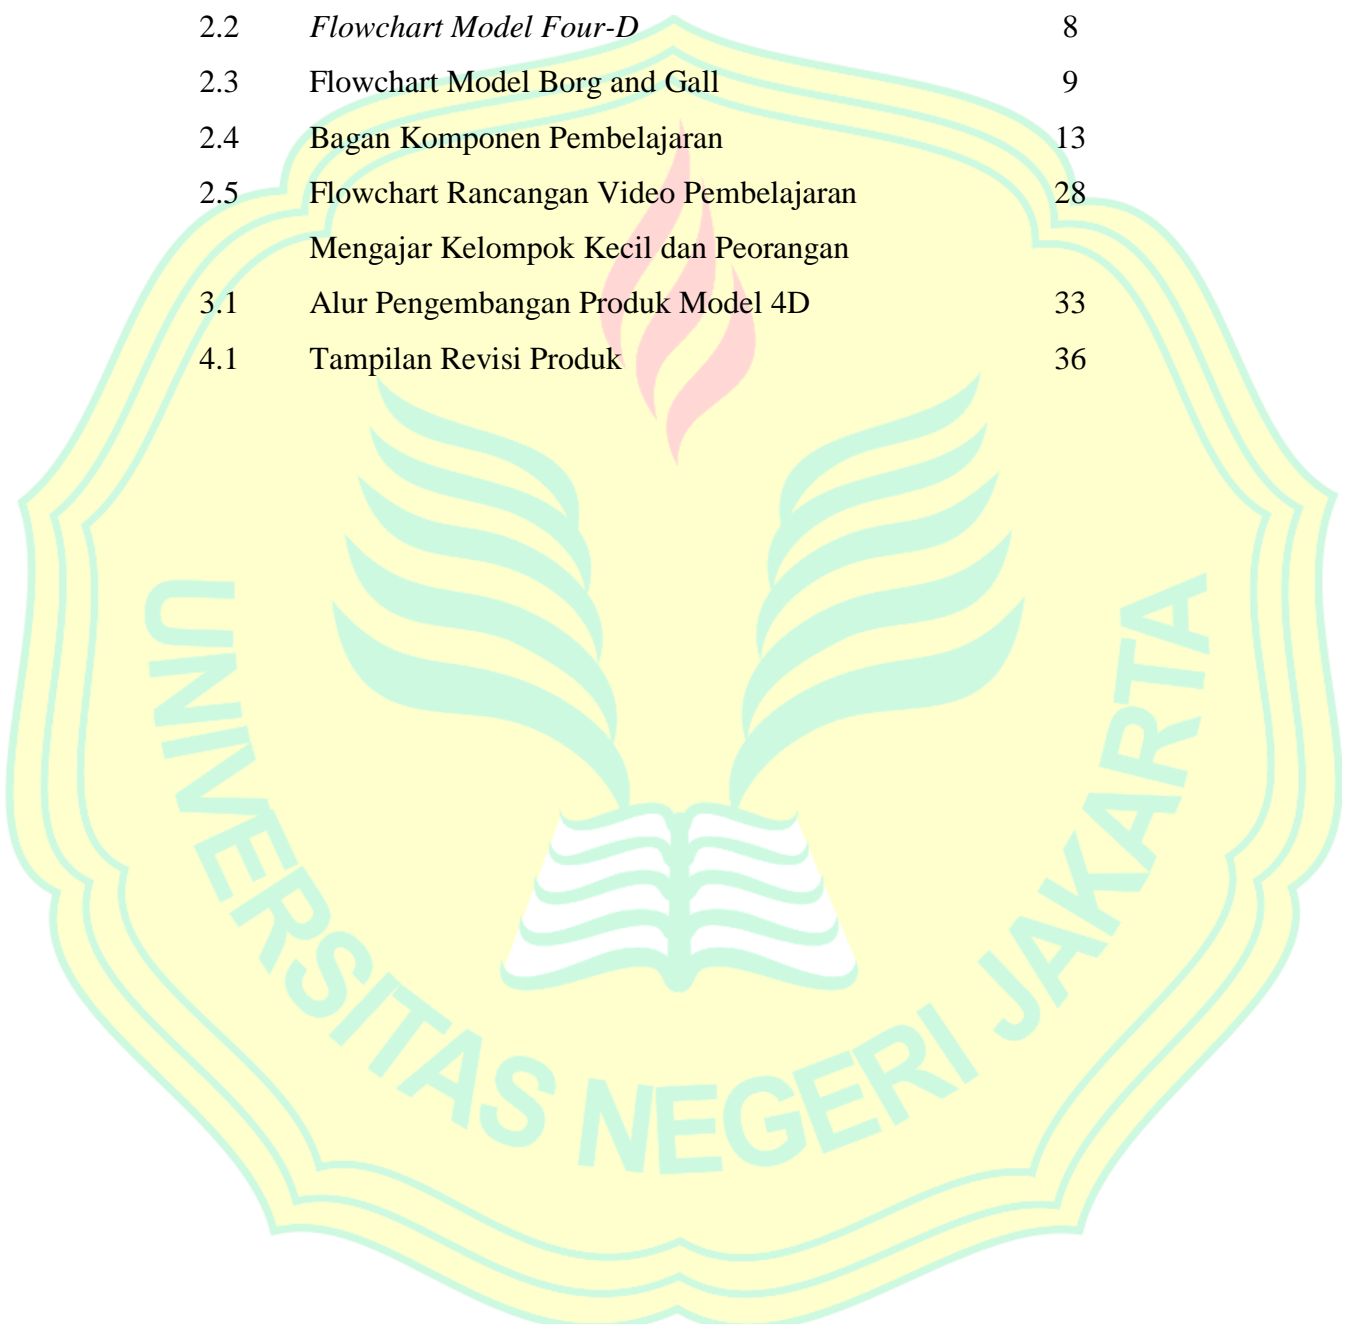 2.2 Flowchart Model Four-D 8
2.3 Flowchart Model Borg and Gall 9
2.4 Bagan Komponen Pembelajaran 13
2.5 Flowchart Rancangan Video Pembelajaran 28
Mengajar Kelompok Kecil dan Peorangan
3.1 Alur Pengembangan Produk Model 4D 33
4.1 Tampilan Revisi Produk 36
UNIVERSITAS NEGERI JAKARTA